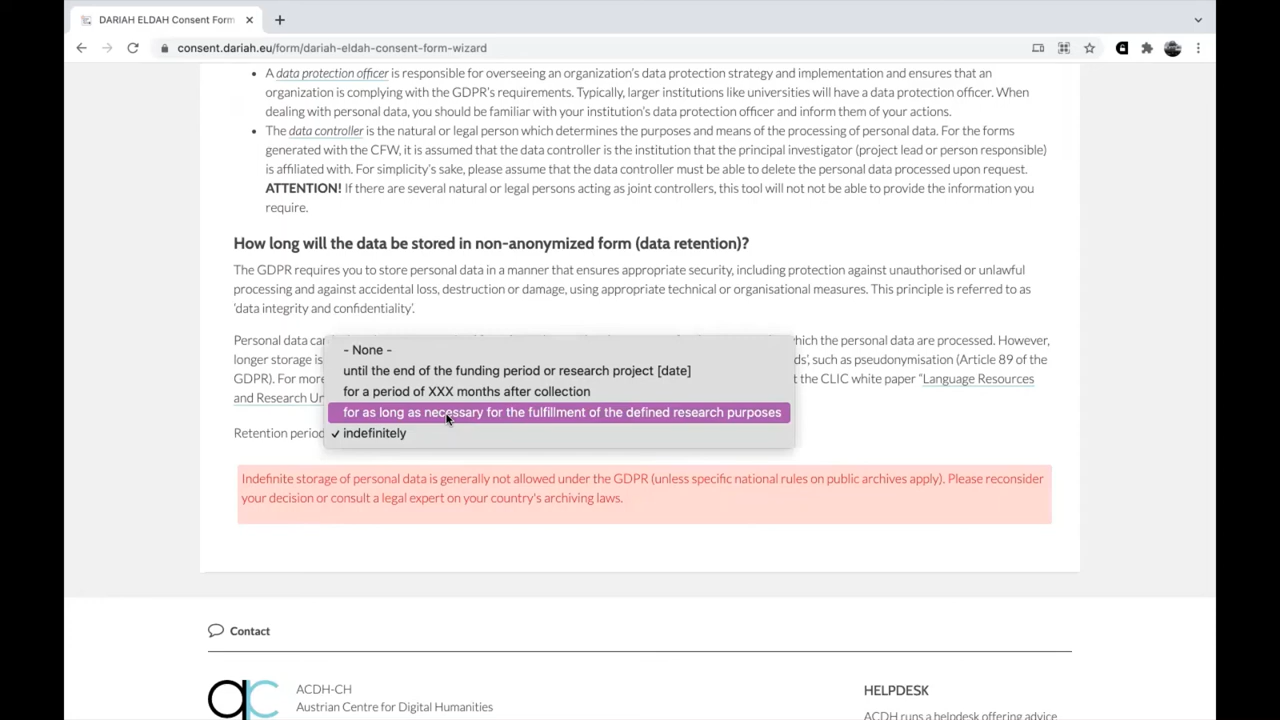 DARIAH ELDAH Consent Form
consent.dariah.eu/form/dariah-eldah-consent-form-wizard
A data protection officer is responsible for overseeing an organization's data protection strategy and implementation and ensures that an
organization is complying with the GDPR's requirements. Typically, larger institutions like universities will have a data protection officer. When
dealing with personal data, you should be familiar with your institution's data protection officer and inform them of your actions.
The data controller is the natural or legal person which determines the purposes and means of the processing of personal data. For the forms
generated with the CFW, it is assumed that the data controller is the institution that the principal investigator (project lead or person responsible)
is affiliated with. For simplicity's sake, please assume that the data controller must be able to delete the personal data processed upon request.
ATTENTION! If there are several natural or legal persons acting as joint controllers, this tool will not not be able to provide the information you
require.
How long will the data be stored in non-anonymized form (data retention)?
The GDPR requires you to store personal data in a manner that ensures appropriate security, including protection against unauthorised or unlawful
processing and against accidental loss, destruction or damage, using appropriate technical or organisational measures. This principle is referred to as
'data integrity and confidentiality'.
Personal data can which the personal data are processed. However,
longer storage is ds', such as pseudonymisation (Article 89 of the
GDPR). For more t the CLIC white paper "Language Resources
and Research Un
- None -
until the end of the funding period or research project [date]
for a period of XXX months after collection
for as long as necessary for the fulfillment of the defined research purposes
Retention period ✓ indefinitely
Indefinite storage of personal data is generally not allowed under the GDPR (unless specific national rules on public archives apply). Please reconsider
your decision or consult a legal expert on your country's archiving laws.
Contact
ACDH-CH
Austrian Centre for Digital Humanities
HELPDESK
ACDH runs a helpdesk offering advice